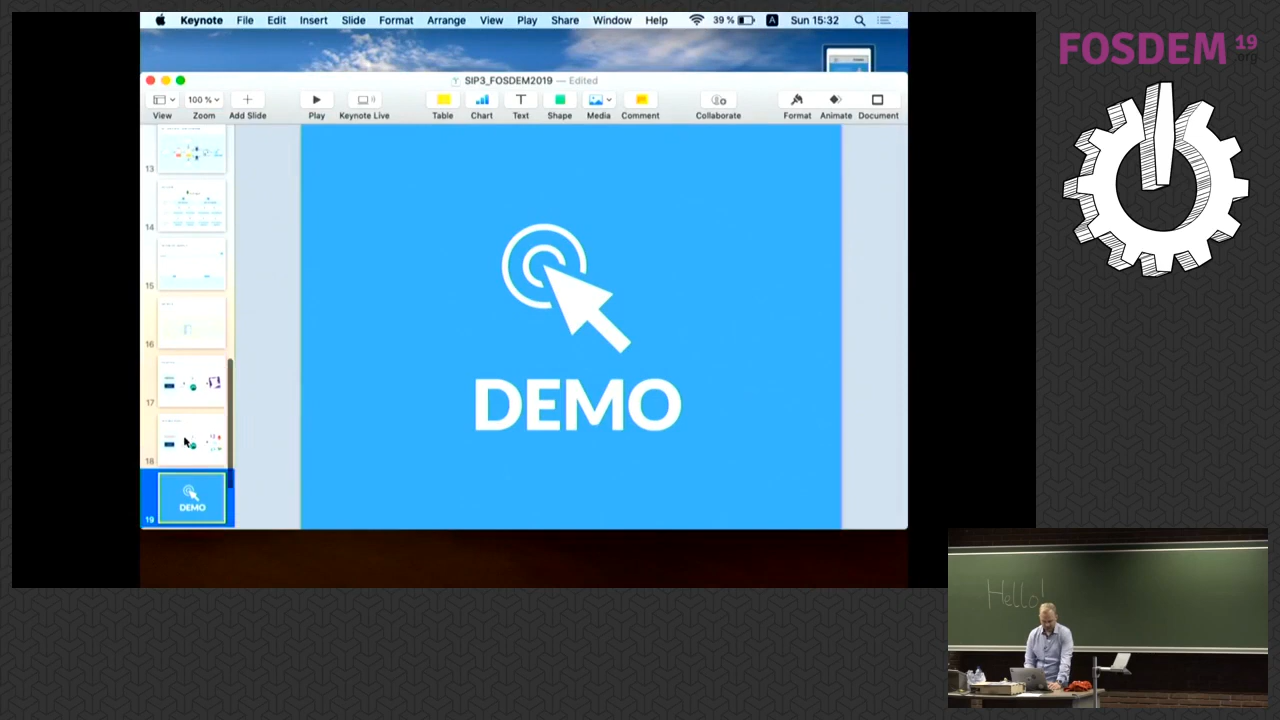 Keynote File Edit Insert Slide Format Arrange View Play Share Window Help 39 % A Sun 15:32
SIP3_FOSDEM2019 — Edited
100 %
View Zoom Add Slide Play Keynote Live Table Chart Text Shape Media Comment Collaborate Format Animate Document
13
14
15
16
17
18
19
DEMO
DEMO
FOSDEM 19
.org
Hello!